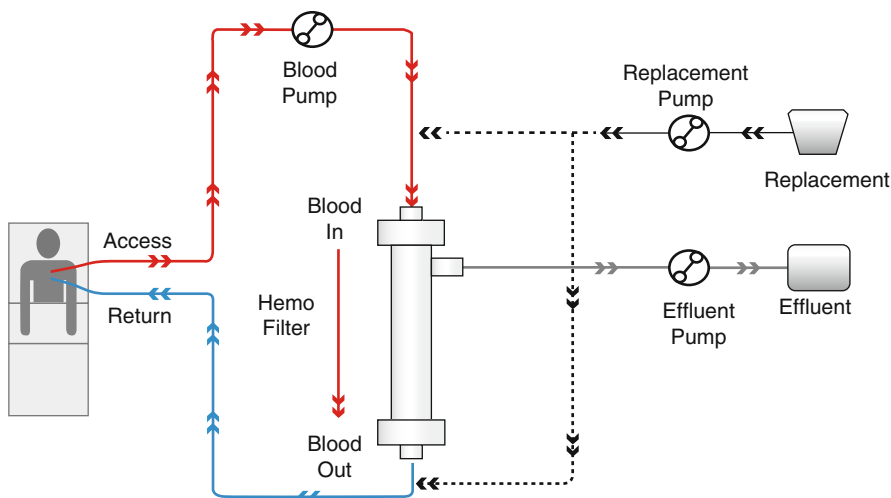 Blood
Pump
Replacement
Pump
Replacement
Access
Blood
In
Hemo
Filter
Return
Effluent
Pump
Effluent
Blood
Out